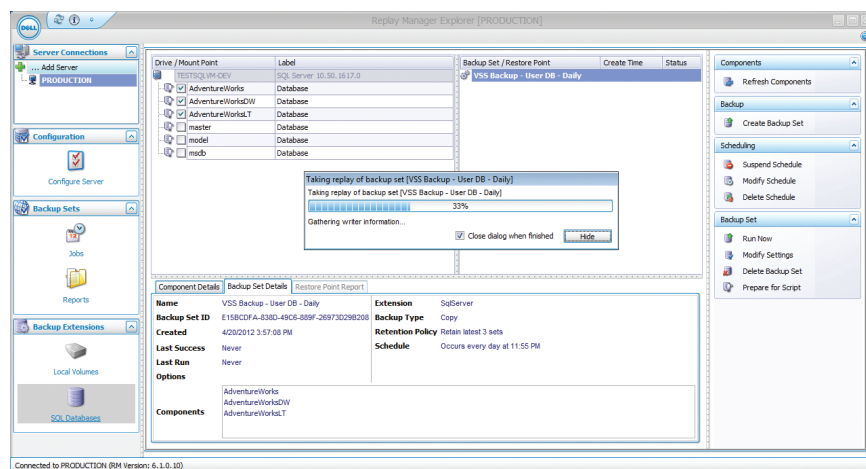 DELL
Replay Manager Explorer [PRODUCTION]
Server Connections
... Add Server
PRODUCTION
Configuration
Configure Server
Backup Sets
Jobs
Reports
Backup Extensions
Local Volumes
SQL Databases
Drive / Mount Point Label
TESTSQLVM-DEV SQL Server 10.50.1617.0
AdventureWorks Database
AdventureWorksDW Database
AdventureWorksLT Database
master Database
model Database
msdb Database
Backup Set / Restore Point Create Time Status
VSS Backup - User DB - Daily
Taking replay of backup set [VSS Backup - User DB - Daily]
Taking replay of backup set [VSS Backup - User DB - Daily]
33%
Gathering writer information...
Close dialog when finished Hide
Component Details Backup Set Details Restore Point Report
Name VSS Backup - User DB - Daily Extension SqlServer
Backup Set ID E15BCDFA-838D-49C6-889F-26973D29B208 Backup Type Copy
Created 4/20/2012 3:57:08 PM Retention Policy Retain latest 3 sets
Last Success Never Schedule Occurs every day at 11:55 PM
Last Run Never
Options
Components
AdventureWorks
AdventureWorksDW
AdventureWorksLT
Components
Refresh Components
Backup
Create Backup Set
Scheduling
Suspend Schedule
Modify Schedule
Delete Schedule
Backup Set
Run Now
Modify Settings
Delete Backup Set
Prepare for Script
Connected to PRODUCTION (RM Version: 6.1.0.10)